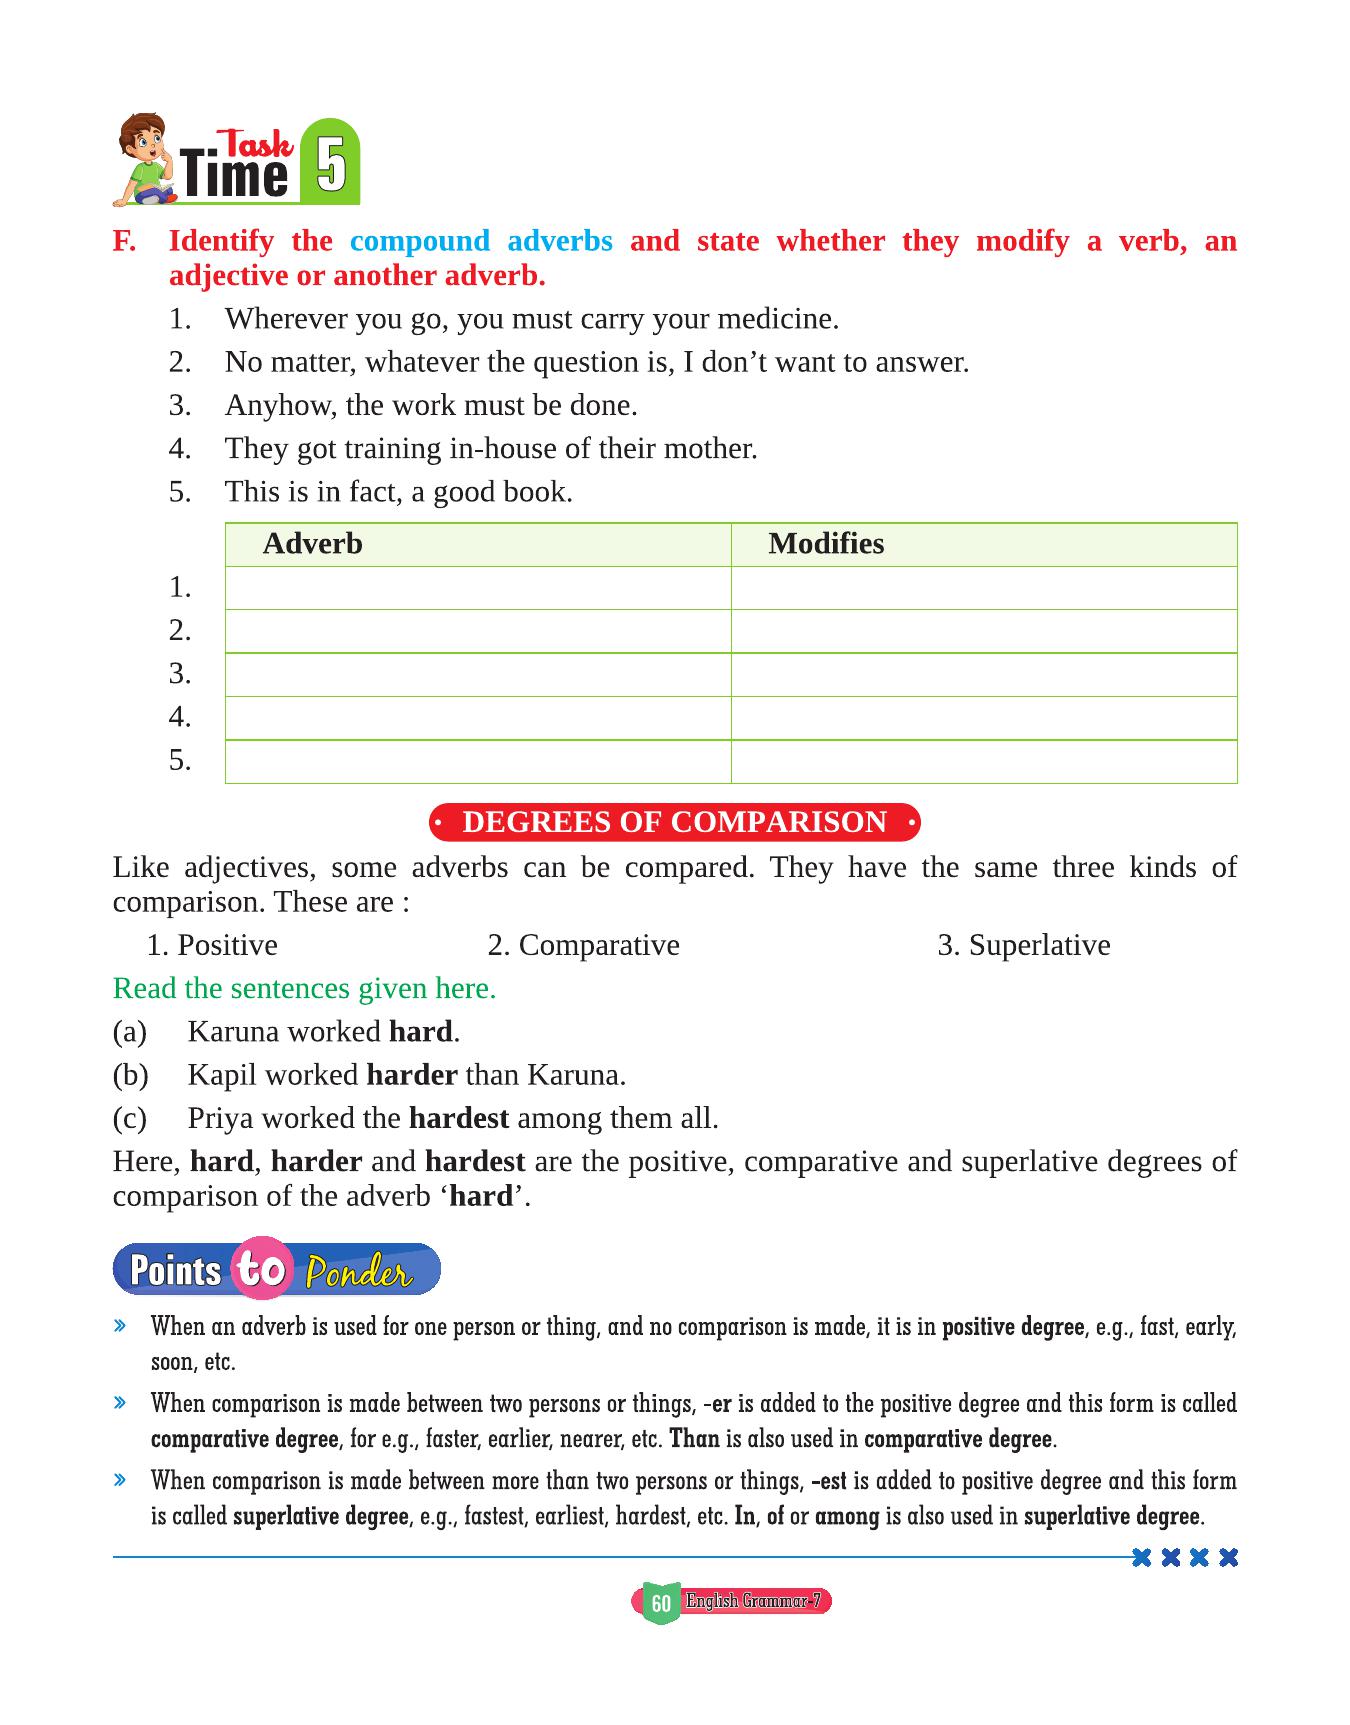 Task
Time 5
F. Identify the compound adverbs and state whether they modify a verb, an
adjective or another adverb.
1. Wherever you go, you must carry your medicine.
2. No matter, whatever the question is, I don’t want to answer.
3. Anyhow, the work must be done.
4. They got training in-house of their mother.
5. This is in fact, a good book.
Adverb Modifies
1.
2.
3.
4.
5.
• DEGREES OF COMPARISON •
Like adjectives, some adverbs can be compared. They have the same three kinds of
comparison. These are :
1. Positive 2. Comparative 3. Superlative
Read the sentences given here.
(a) Karuna worked hard.
(b) Kapil worked harder than Karuna.
(c) Priya worked the hardest among them all.
Here, hard, harder and hardest are the positive, comparative and superlative degrees of
comparison of the adverb ‘hard’.
Points to Ponder
» When an adverb is used for one person or thing, and no comparison is made, it is in positive degree, e.g., fast, early,
soon, etc.
» When comparison is made between two persons or things, -er is added to the positive degree and this form is called
comparative degree, for e.g., faster, earlier, nearer, etc. Than is also used in comparative degree.
» When comparison is made between more than two persons or things, -est is added to positive degree and this form
is called superlative degree, e.g., fastest, earliest, hardest, etc. In, of or among is also used in superlative degree.
60 English Grammar-7